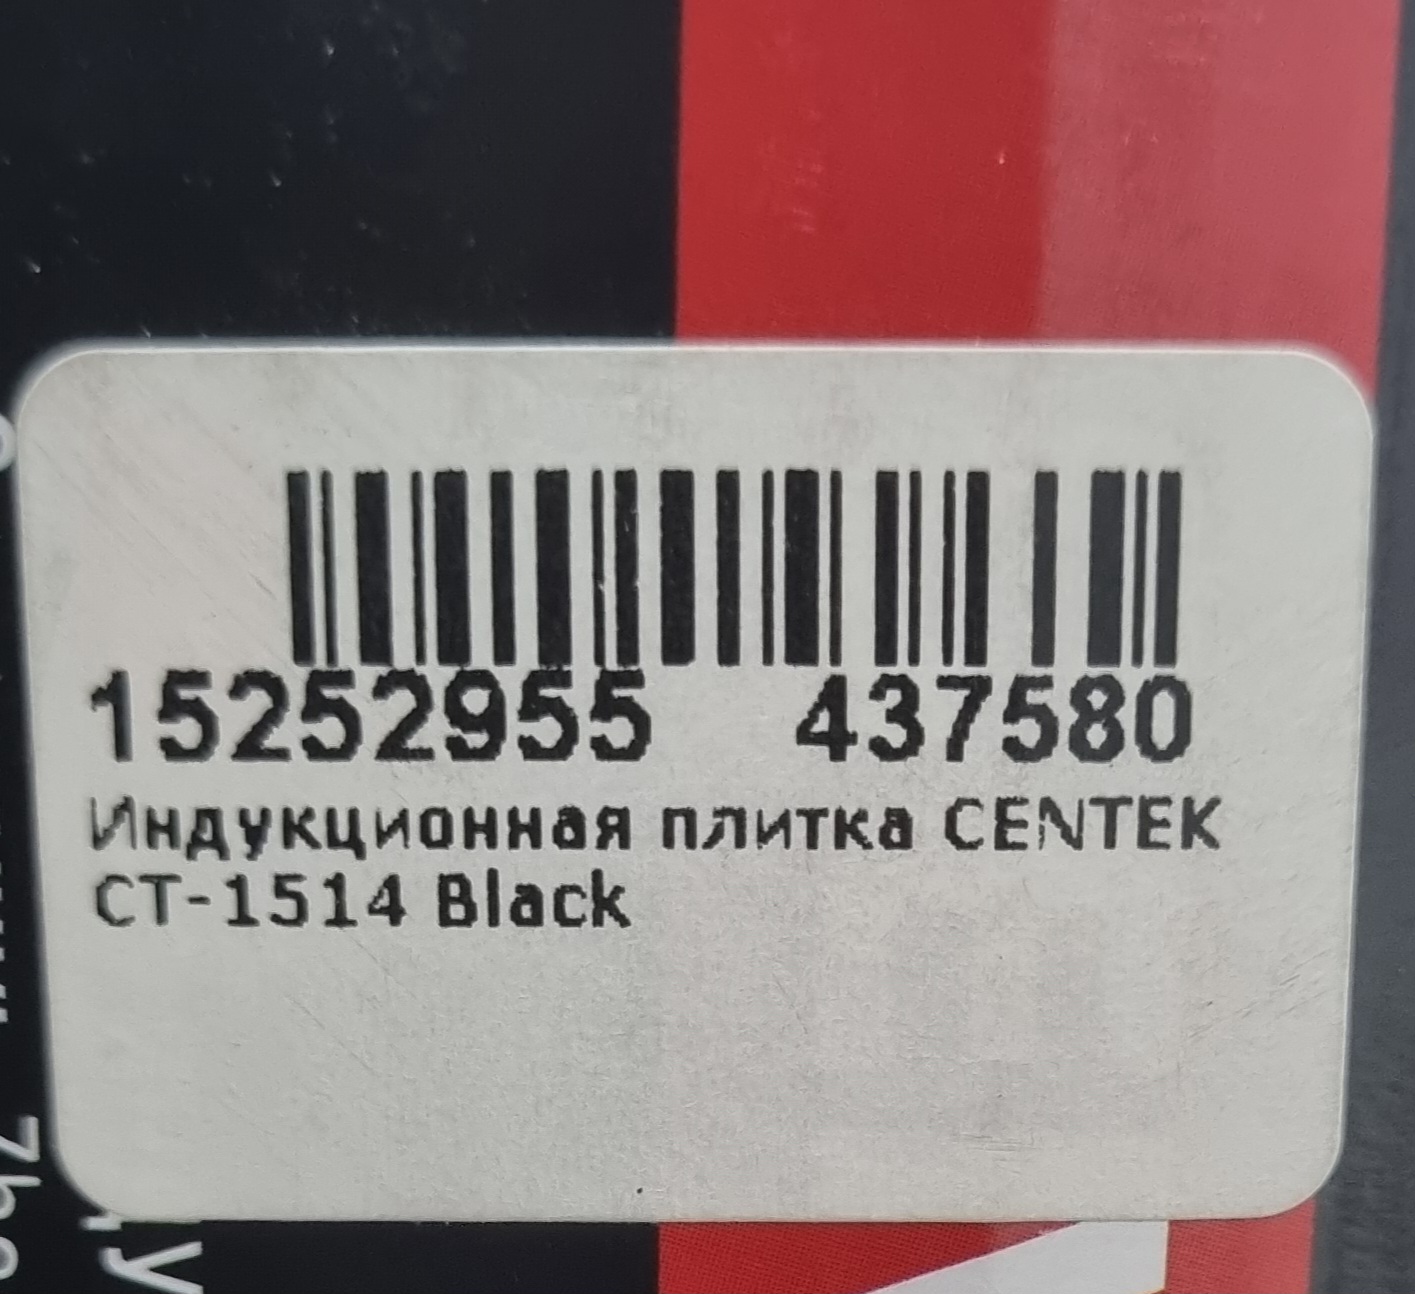 15252955 437580
Индукционная плитка CENTEK
CT-1514 Black